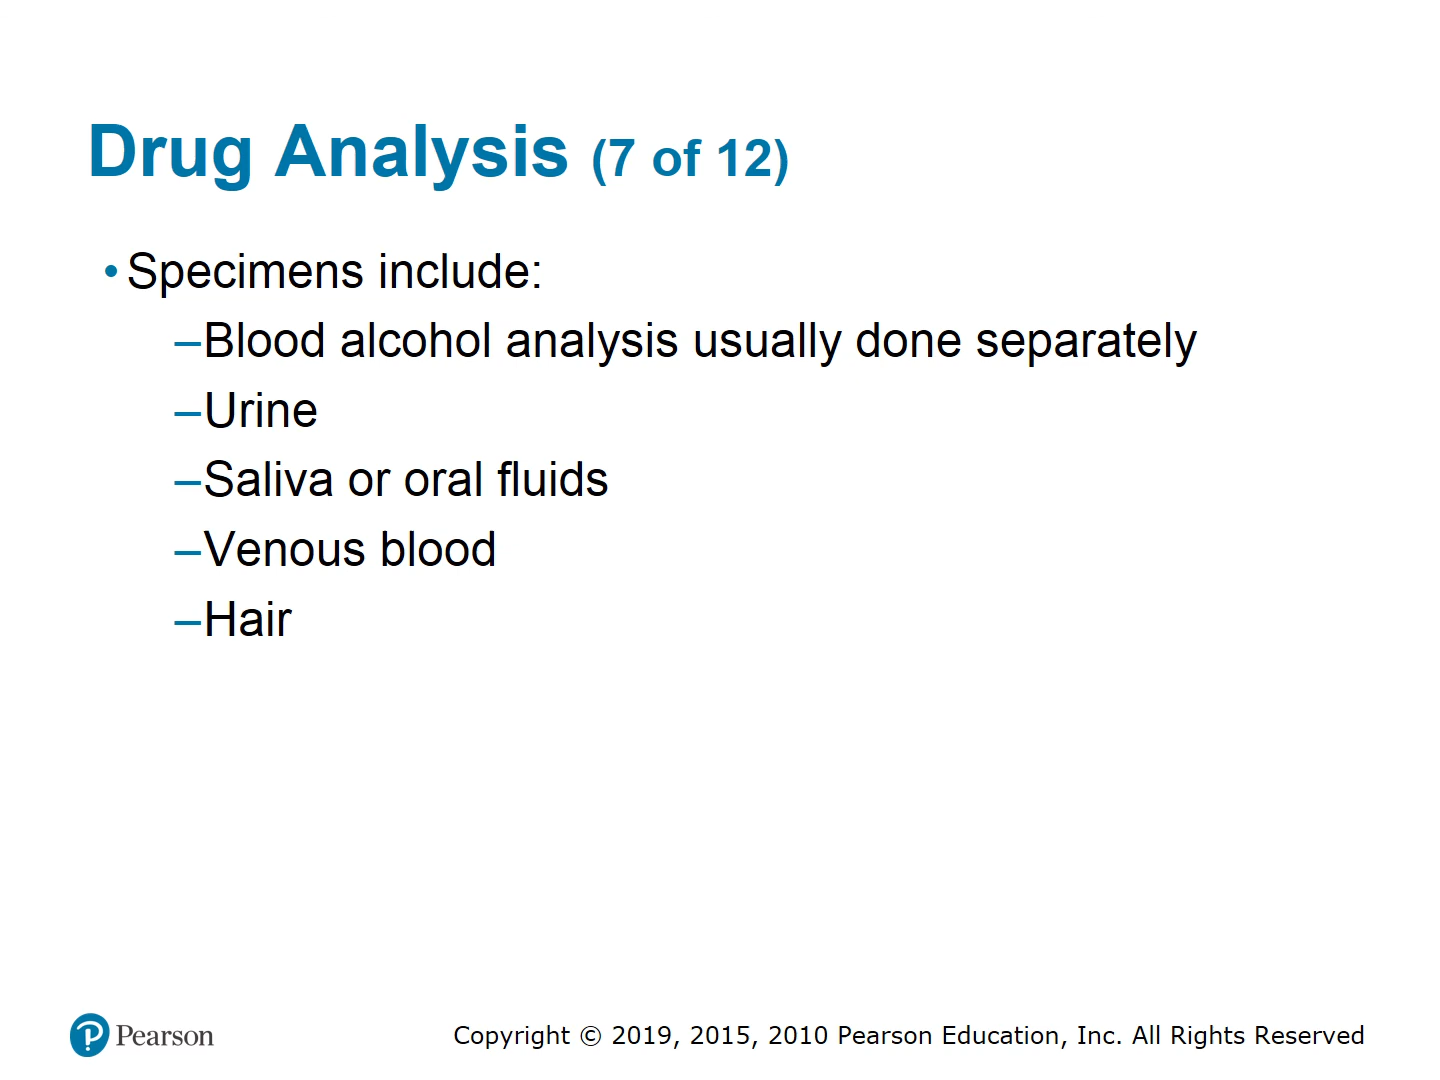 Drug Analysis (7 of 12)
• Specimens include:
–Blood alcohol analysis usually done separately
–Urine
–Saliva or oral fluids
–Venous blood
–Hair
Pearson
Copyright © 2019, 2015, 2010 Pearson Education, Inc. All Rights Reserved